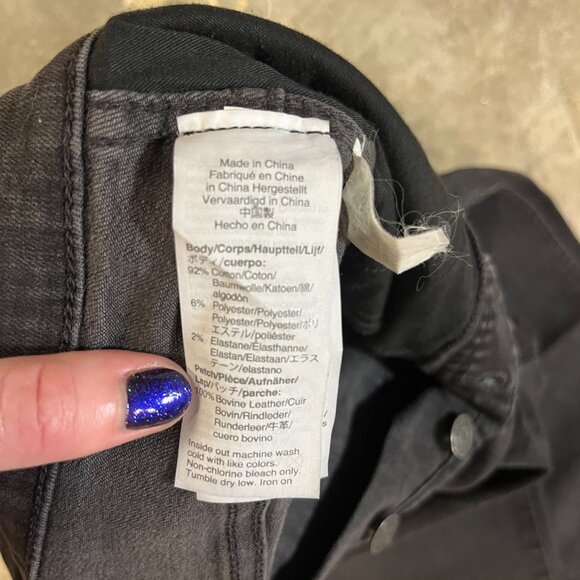 Made in China
Fabriqué en Chine
in China Hergestellt
Vervaardigd in China
中国製
Hecho en China
Body/Corps/Hauptteil/Lijf/
ボディ/cuerpo:
92% Cotton/Coton/
Baumwolle/Katoen/綿/
algodón
6% Polyester/Polyester/
Polyester/Polyester/ポリ
エステル/poliéster
2% Elastane/Élasthanne/
Elastan/Elastaan/エラス
テーン/elastano
Patch/Pièce/Aufnäher/
Lap/パッチ/parche:
100% Bovine Leather/Cuir
Bovin/Rindleder/
Runderleer/牛革/
cuero bovino
Inside out machine wash
cold with like colors.
Non-chlorine bleach only.
Tumble dry low. Iron on